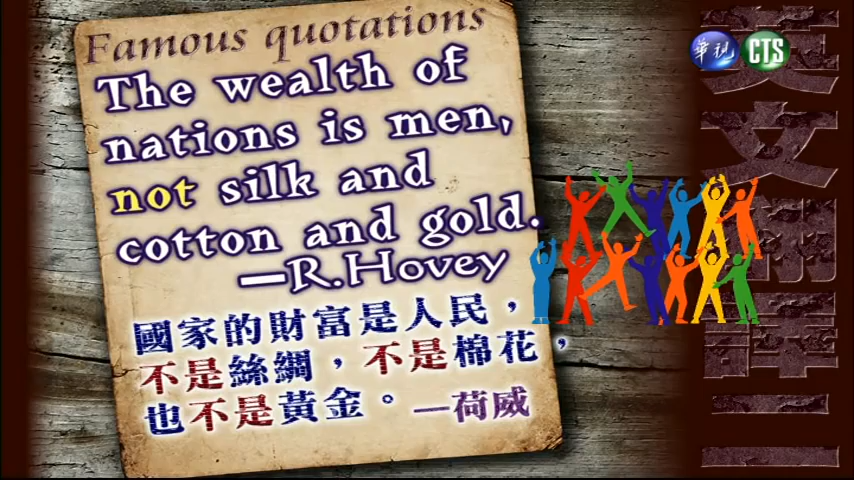 Famous quotations
The wealth of
nations is men,
not silk and
cotton and gold.
—R.Hovey
國家的財富是人民，
不是絲綢，不是棉花，
也不是黃金。—荷威
華視 CTS
英文翻譯二